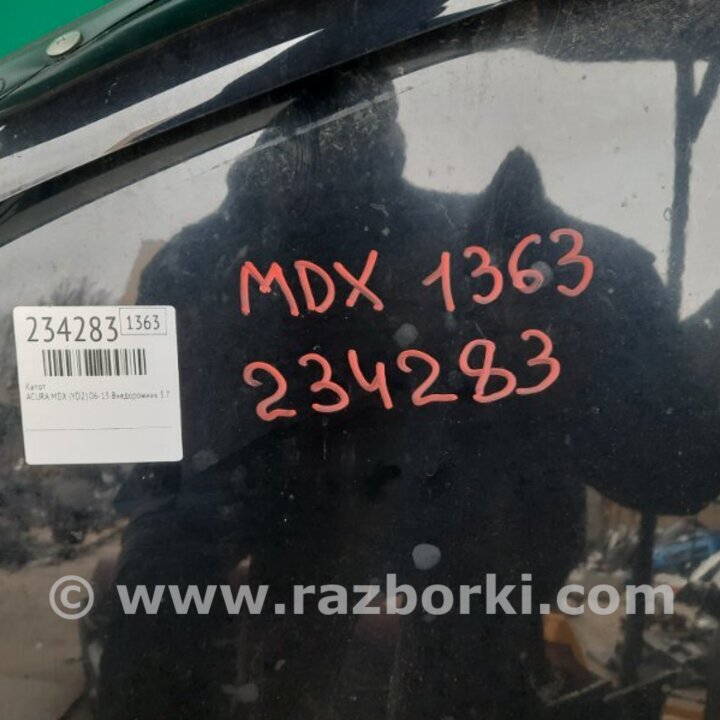 MDX 1363
234283
234283 1363
Капот
ACURA MDX (YD2) 06-13 Внедорожник 3.7
© www.razborki.com